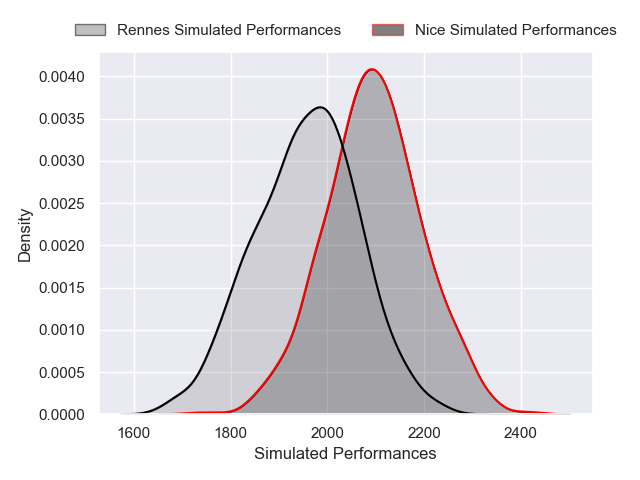 Rennes Simulated Performances
Nice Simulated Performances
0.0040
0.0035
0.0030
0.0025
0.0020
0.0015
0.0010
0.0005
0.0000
Density
1600 1800 2000 2200 2400
Simulated Performances